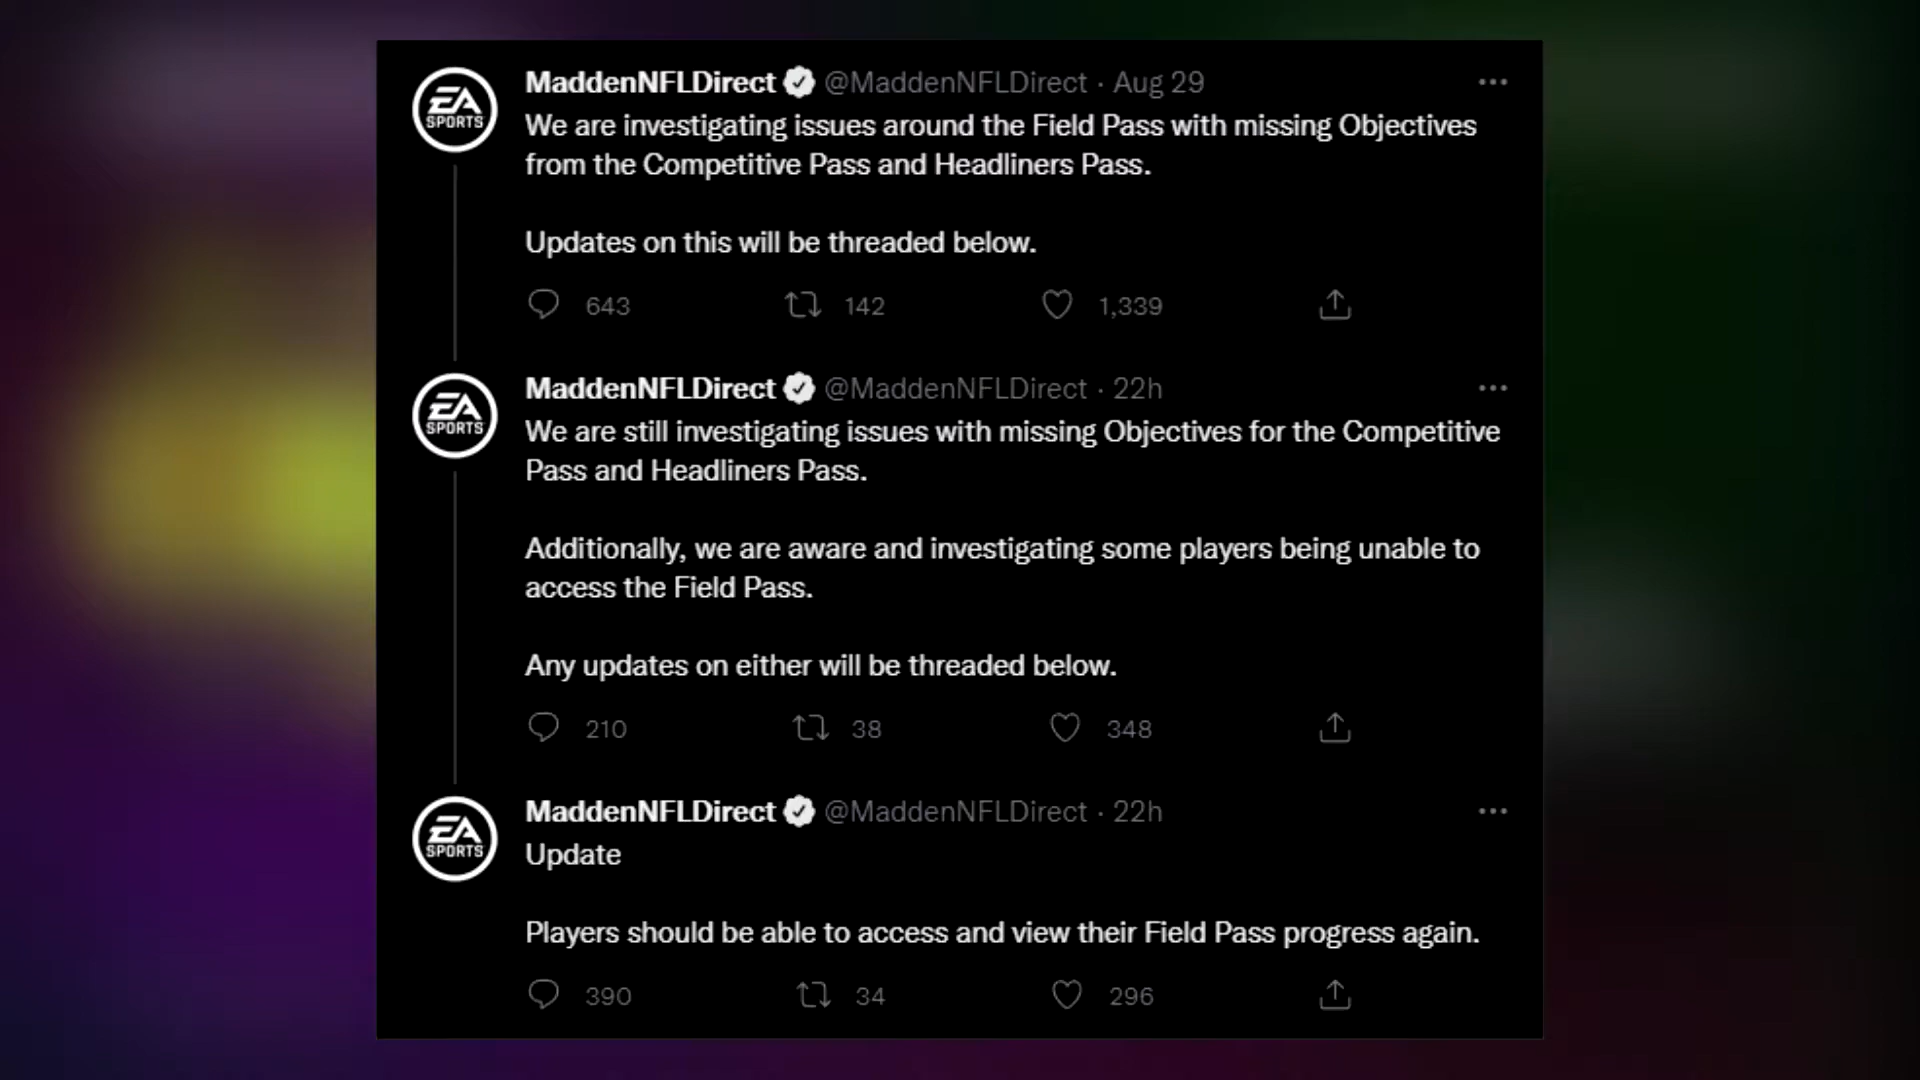 EA SPORTS
MaddenNFLDirect @MaddenNFLDirect · Aug 29
We are investigating issues around the Field Pass with missing Objectives
from the Competitive Pass and Headliners Pass.
Updates on this will be threaded below.
643 142 1,339
EA SPORTS
MaddenNFLDirect @MaddenNFLDirect · 22h
We are still investigating issues with missing Objectives for the Competitive
Pass and Headliners Pass.
Additionally, we are aware and investigating some players being unable to
access the Field Pass.
Any updates on either will be threaded below.
210 38 348
EA SPORTS
MaddenNFLDirect @MaddenNFLDirect · 22h
Update
Players should be able to access and view their Field Pass progress again.
390 34 296